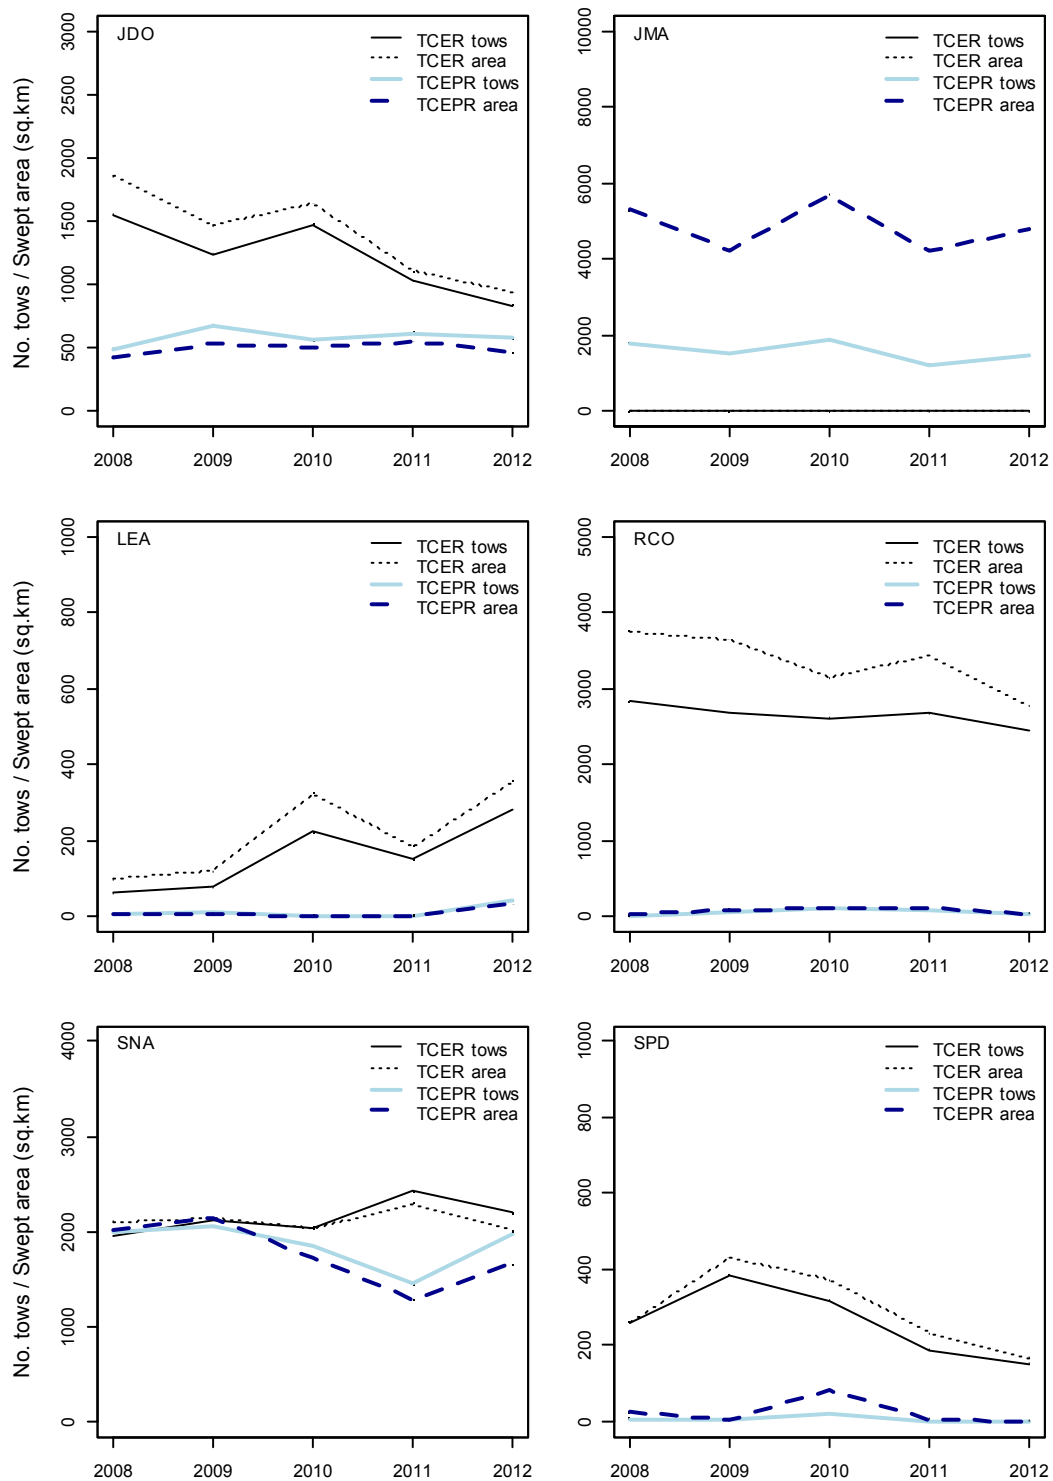 JDO
TCER tows
TCER area
TCEPR tows
TCEPR area
No. tows / Swept area (sq.km)
3000
2500
2000
1500
1000
500
0
2008 2009 2010 2011 2012
JMA
TCER tows
TCER area
TCEPR tows
TCEPR area
10000
8000
6000
4000
2000
0
2008 2009 2010 2011 2012
LEA
TCER tows
TCER area
TCEPR tows
TCEPR area
No. tows / Swept area (sq.km)
1000
800
600
400
200
0
2008 2009 2010 2011 2012
RCO
TCER tows
TCER area
TCEPR tows
TCEPR area
5000
4000
3000
2000
1000
0
2008 2009 2010 2011 2012
SNA
TCER tows
TCER area
TCEPR tows
TCEPR area
No. tows / Swept area (sq.km)
4000
3000
2000
1000
0
2008 2009 2010 2011 2012
SPD
TCER tows
TCER area
TCEPR tows
TCEPR area
1000
800
600
400
200
0
2008 2009 2010 2011 2012